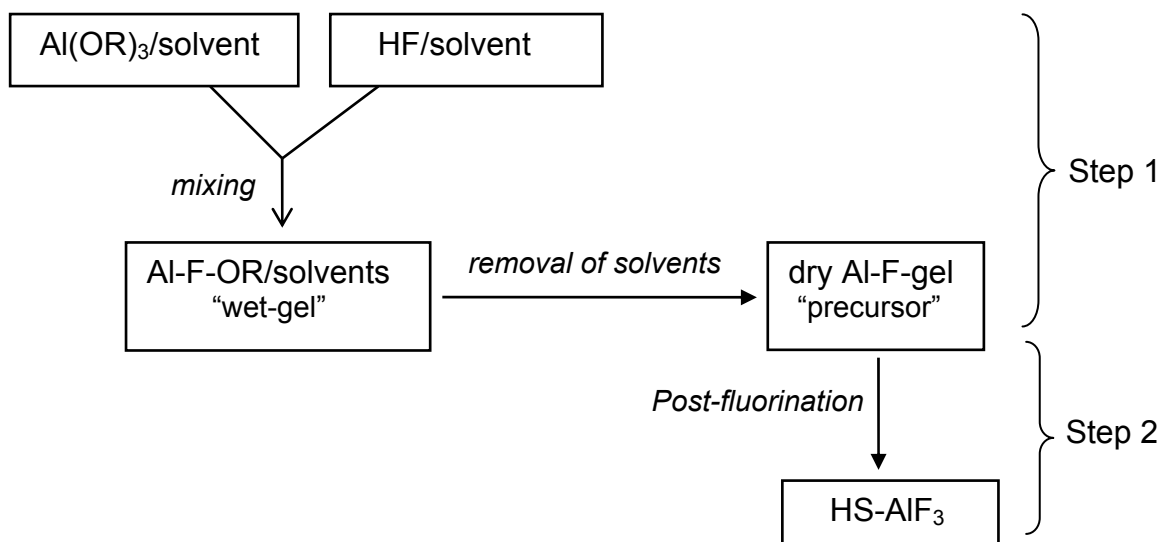 Al(OR)₃/solvent
HF/solvent
mixing
Step 1
Al-F-OR/solvents
“wet-gel”
removal of solvents
dry Al-F-gel
“precursor”
Post-fluorination
Step 2
HS-AlF₃